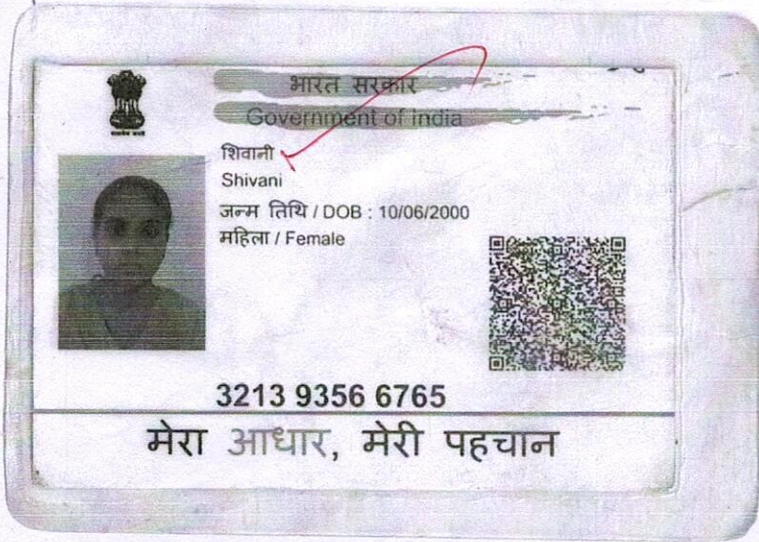 भारत सरकार
Government of India
शिवानी
Shivani
जन्म तिथि / DOB : 10/06/2000
महिला / Female
3213 9356 6765
मेरा आधार, मेरी पहचान